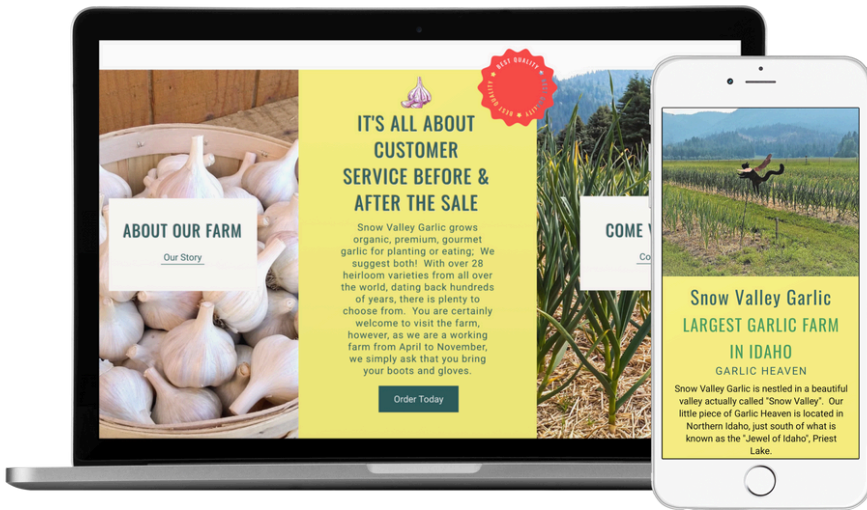 BEST QUALITY
BEST QUALITY
ABOUT OUR FARM
Our Story
IT'S ALL ABOUT
CUSTOMER
SERVICE BEFORE &
AFTER THE SALE
Snow Valley Garlic grows
organic, premium, gourmet
garlic for planting or eating;  We
suggest both!  With over 28
heirloom varieties from all over
the world, dating back hundreds
of years, there is plenty to
choose from.  You are certainly
welcome to visit the farm,
however, as we are a working
farm from April to November,
we simply ask that you bring
your boots and gloves.
Order Today
COME
Snow Valley Garlic
LARGEST GARLIC FARM
IN IDAHO
GARLIC HEAVEN
Snow Valley Garlic is nestled in a beautiful
valley actually called "Snow Valley".  Our
little piece of Garlic Heaven is located in
Northern Idaho, just south of what is
known as the "Jewel of Idaho", Priest
Lake.